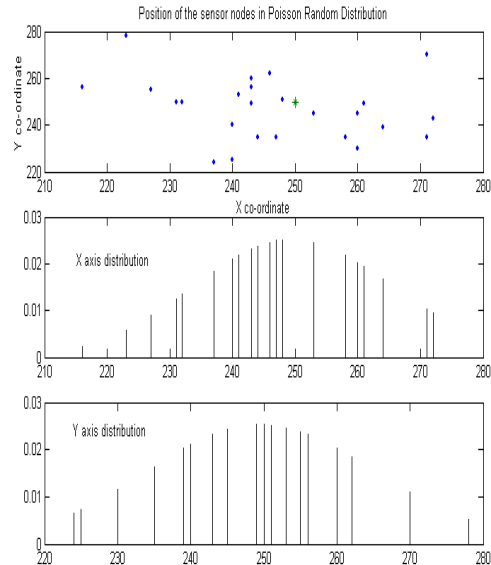 Position of the sensor nodes in Poisson Random Distribution
280
260
240
220
Y co-ordinate
210 220 230 240 250 260 270 280
X co-ordinate
0.03
0.02
0.01
0
X axis distribution
210 220 230 240 250 260 270 280
0.03
0.02
0.01
0
Y axis distribution
220 230 240 250 260 270 280